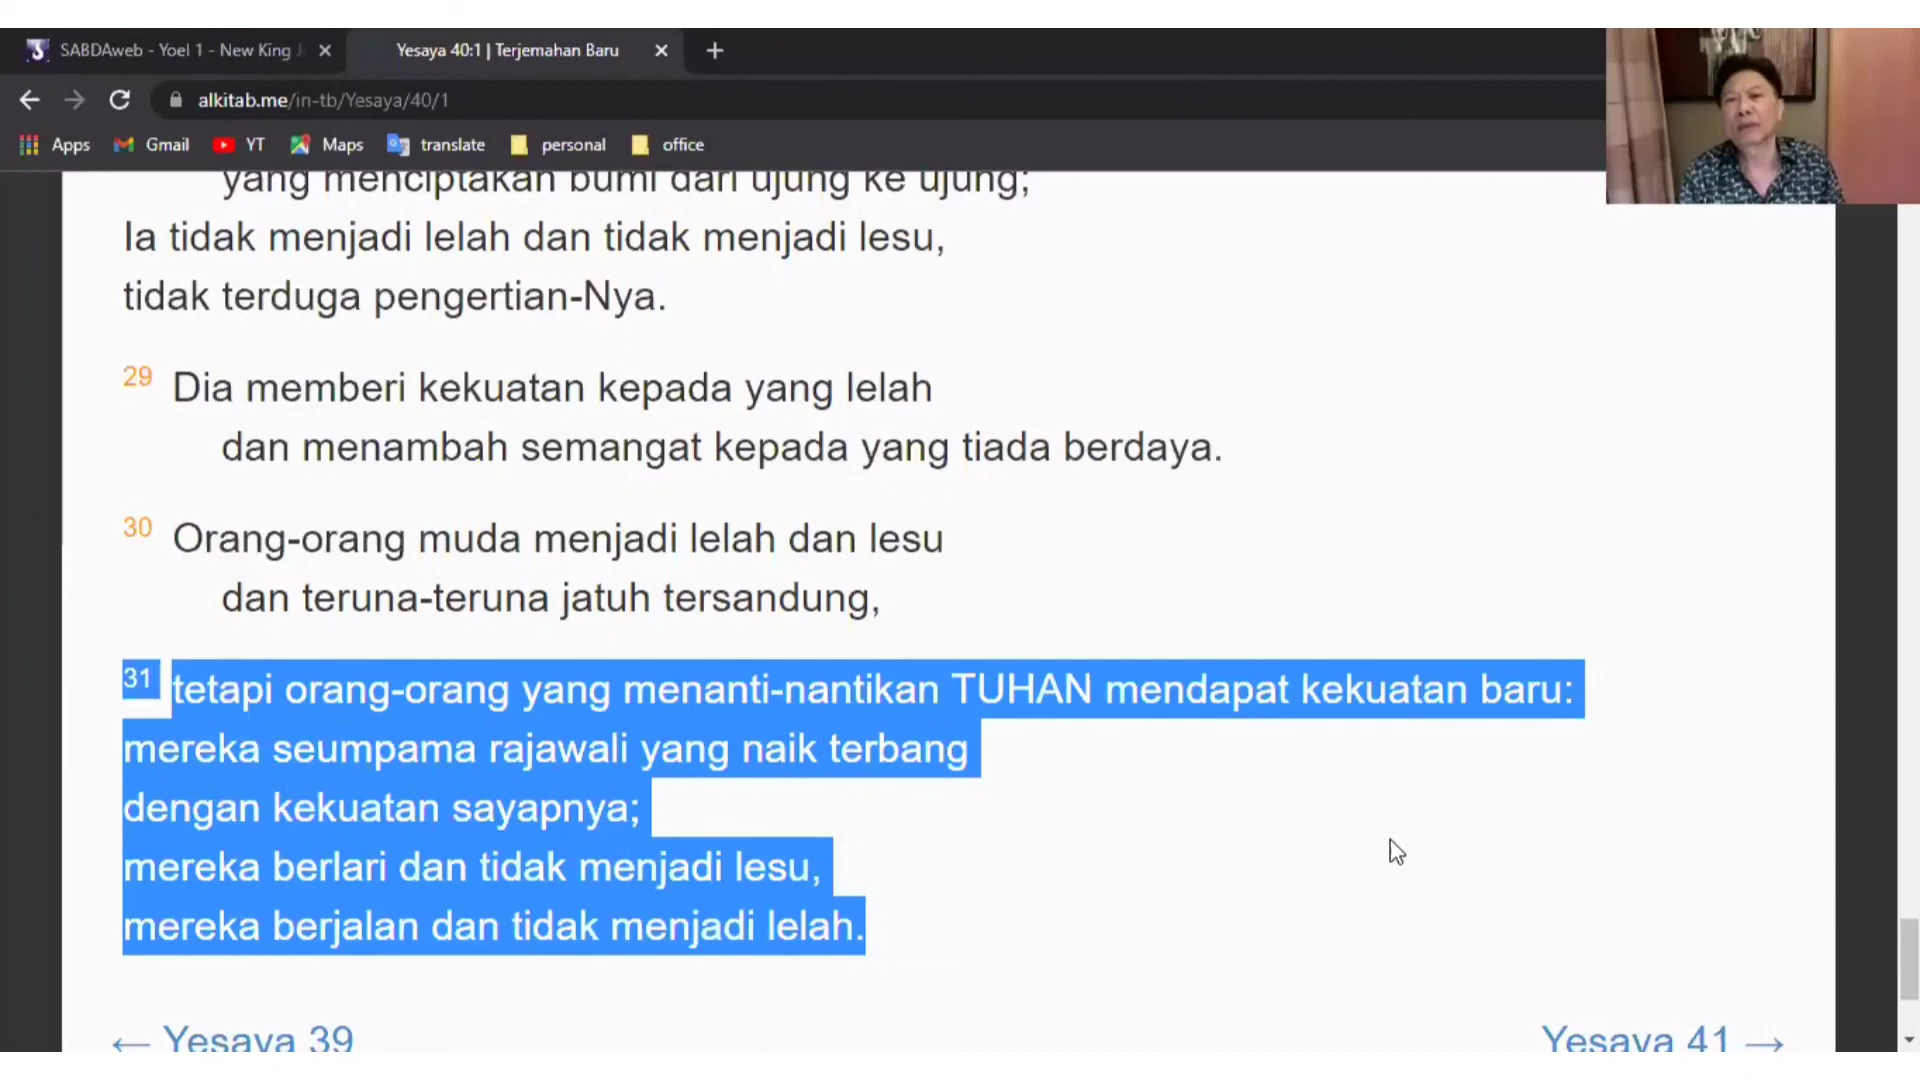 SABDAweb - Yoel 1 - New King J
Yesaya 40:1 | Terjemahan Baru
alkitab.me/in-tb/Yesaya/40/1
Apps Gmail YT Maps translate personal office
yang menciptakan bumi dari ujung ke ujung;
Ia tidak menjadi lelah dan tidak menjadi lesu,
tidak terduga pengertian-Nya.
29 Dia memberi kekuatan kepada yang lelah
dan menambah semangat kepada yang tiada berdaya.
30 Orang-orang muda menjadi lelah dan lesu
dan teruna-teruna jatuh tersandung,
31 tetapi orang-orang yang menanti-nantikan TUHAN mendapat kekuatan baru:
mereka seumpama rajawali yang naik terbang
dengan kekuatan sayapnya;
mereka berlari dan tidak menjadi lesu,
mereka berjalan dan tidak menjadi lelah.
← Yesaya 39
Yesaya 41 →